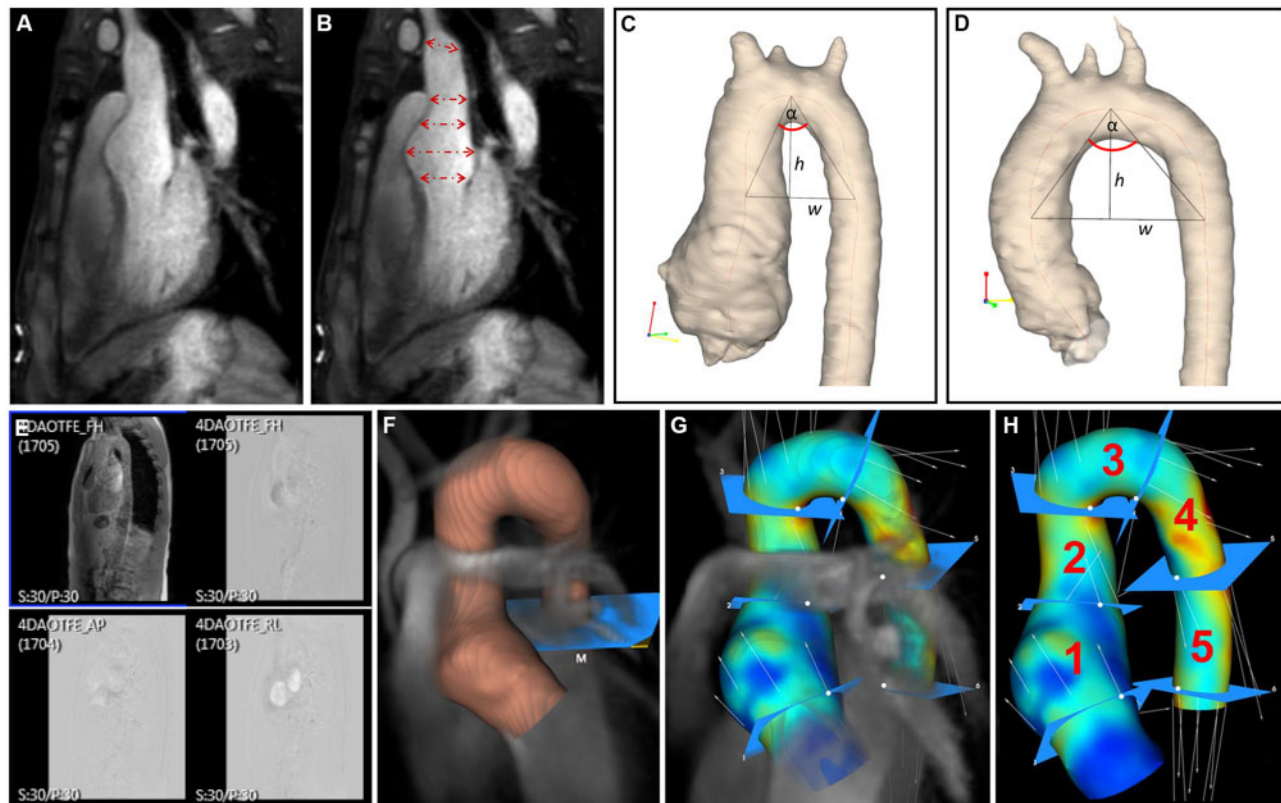 A
B
C
D
α
h
w
α
h
w
E
4DAOTFE_FH
(1705)
S:30/P:30
4DAOTFE_FH
(1705)
S:30/P:30
4DAOTFE_AP
(1704)
S:30/P:30
4DAOTFE_RL
(1703)
S:30/P:30
F
M
G
3
5
2
6
1
H
3
4
2
1
5
3
5
2
6